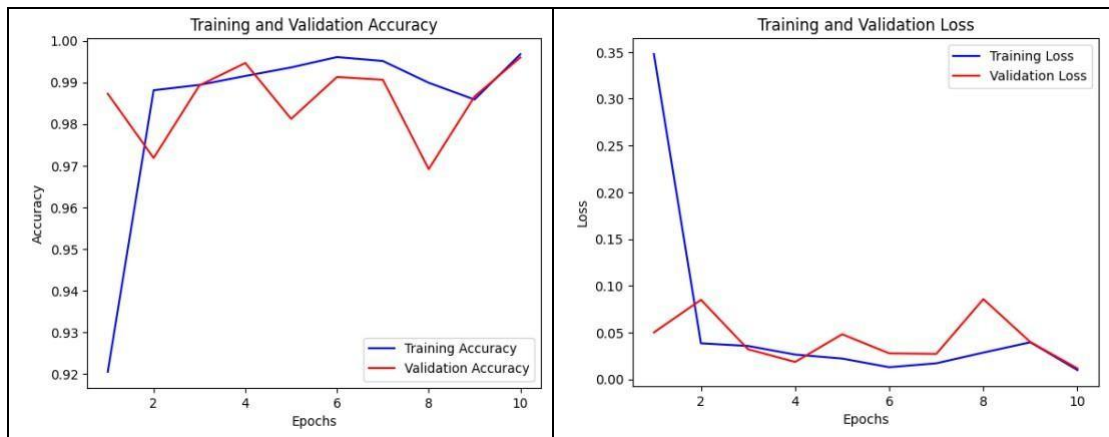 Training and Validation Accuracy
1.00
0.99
0.98
0.97
0.96
0.95
0.94
0.93
0.92
Accuracy
Training Accuracy
Validation Accuracy
2
4
6
8
10
Epochs
Training and Validation Loss
0.35
0.30
0.25
0.20
0.15
0.10
0.05
0.00
Loss
Training Loss
Validation Loss
2
4
6
8
10
Epochs